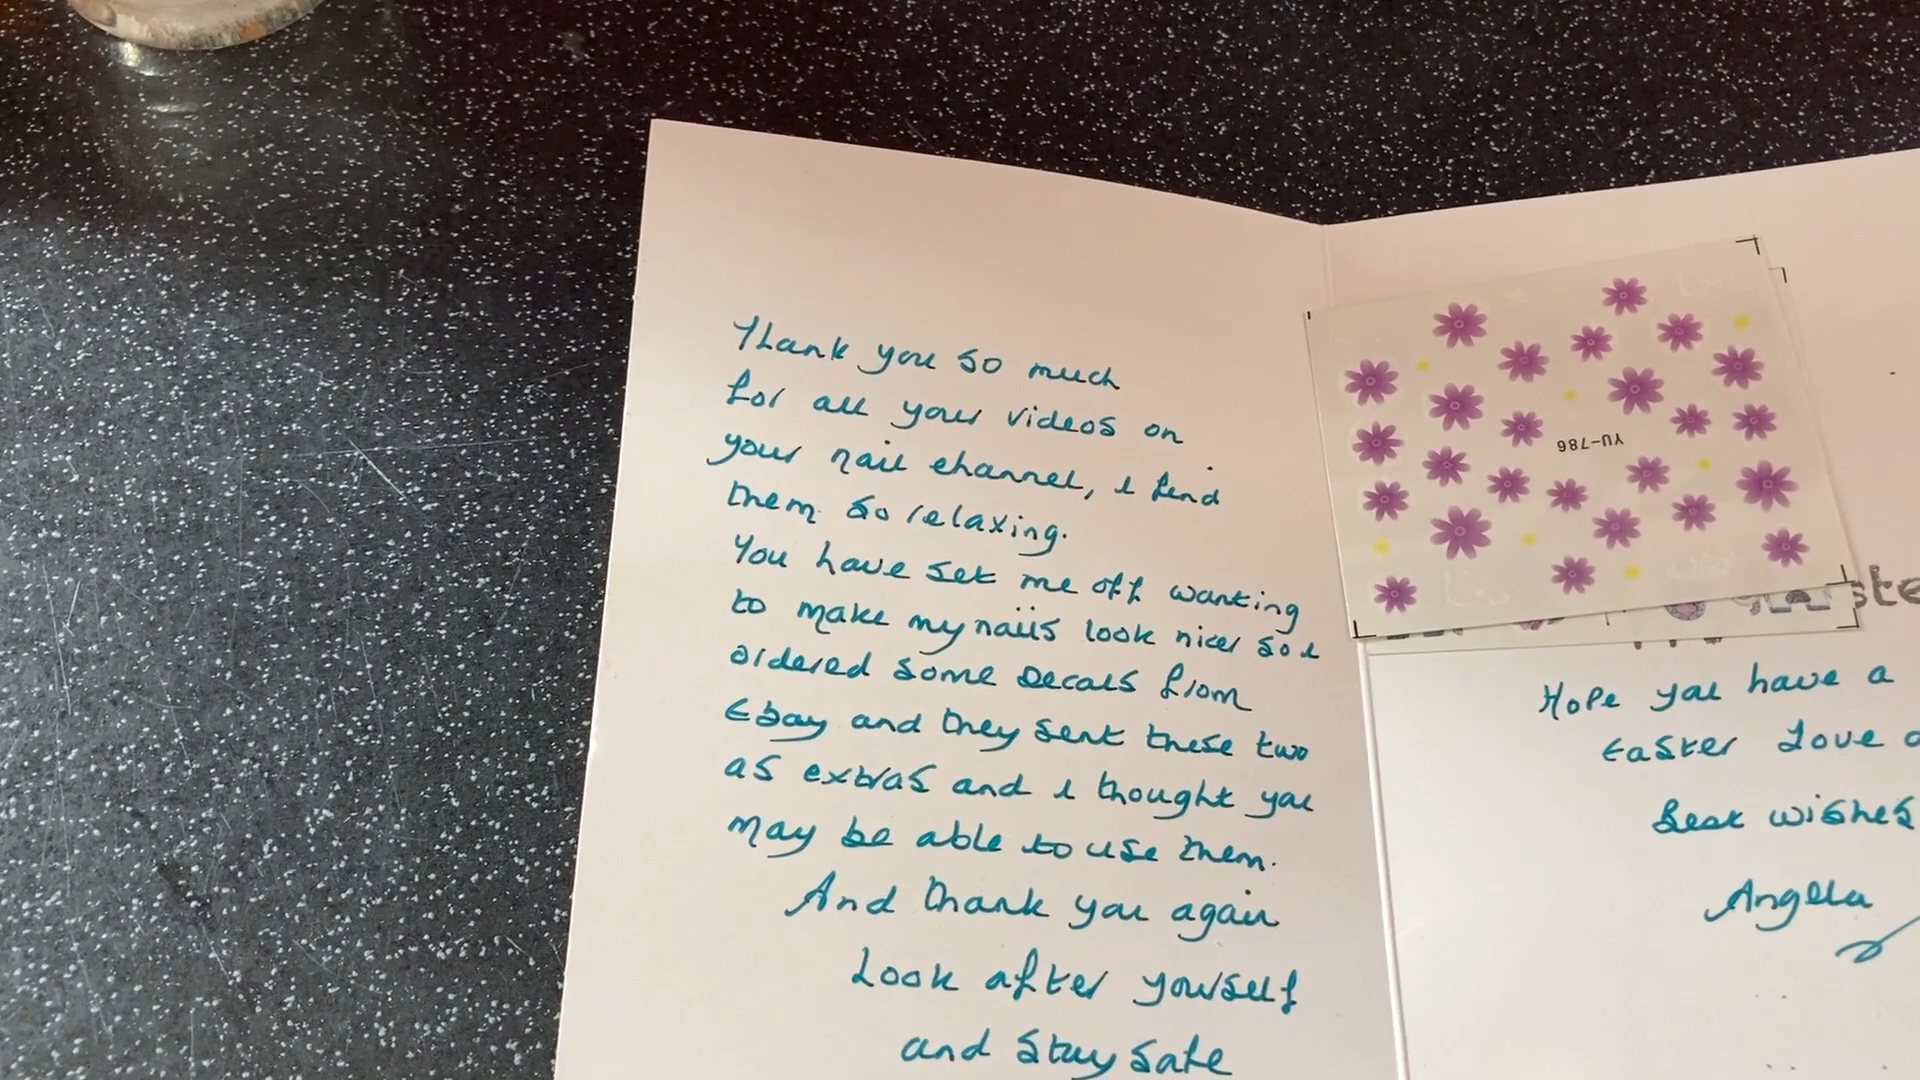 Thank you so much
for all your videos on
your nail channel, i find
them so relaxing.
You have set me off wanting
to make my nails look nicer so i
ordered some decals from
Ebay and they sent these two
as extras and i thought you
may be able to use them.
And thank you again
Look after yourself
and stay safe
YU-786
Hope you have a
Easter Love
Best wishes
Angela